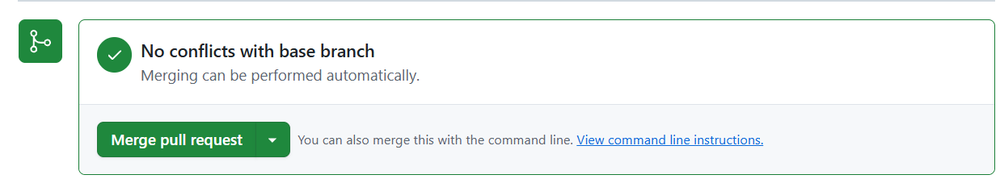 No conflicts with base branch
Merging can be performed automatically.
Merge pull request
You can also merge this with the command line. View command line instructions.